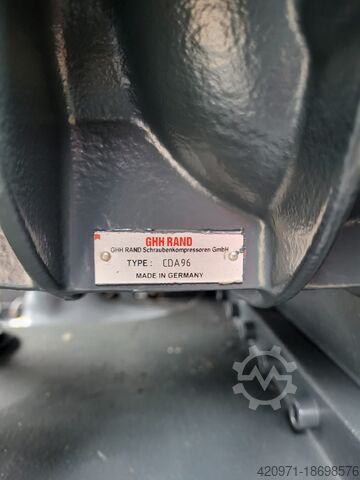 GHH RAND
GHH RAND Schraubenkompressoren GmbH
TYPE: CDA96
MADE IN GERMANY
420971-18698576